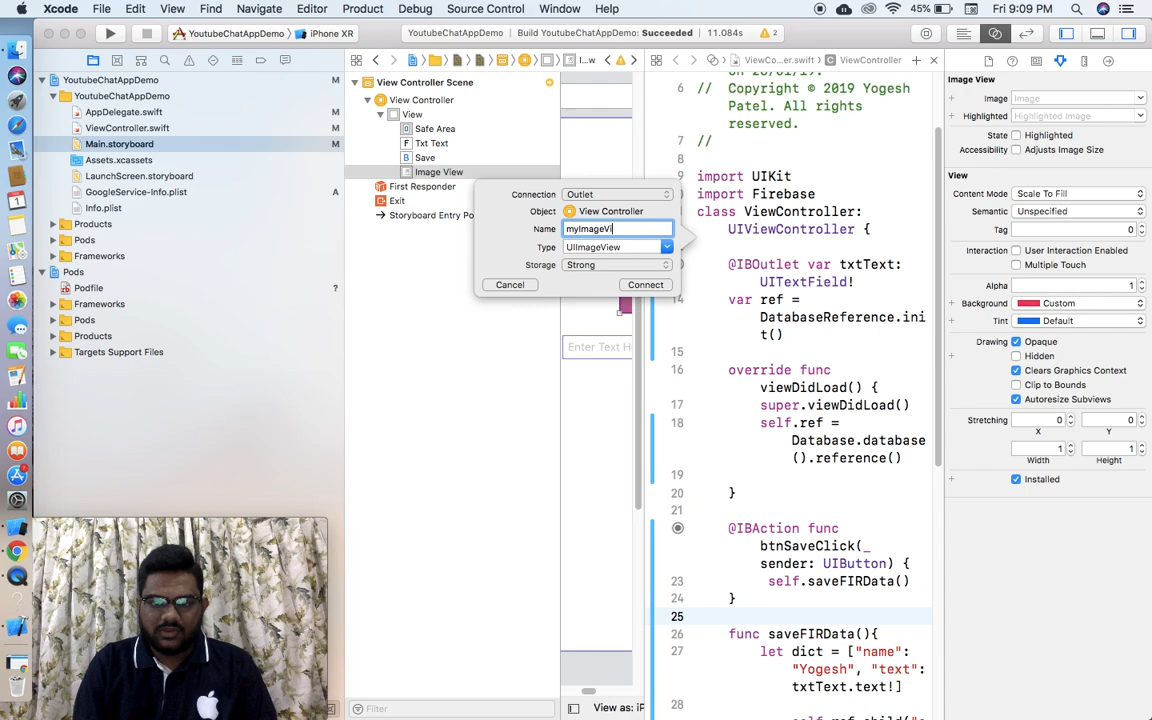 Xcode File Edit View Find Navigate Editor Product Debug Source Control Window Help 45% Fri 9:09 PM
YoutubeChatAppDemo iPhone XR YoutubeChatAppDemo | Build YoutubeChatAppDemo: Succeeded | 11.084s 2
I...w ViewCo...er.swift ViewController
YoutubeChatAppDemo M
YoutubeChatAppDemo
AppDelegate.swift M
ViewController.swift M
Main.storyboard M
Assets.xcassets
LaunchScreen.storyboard
GoogleService-Info.plist A
Info.plist
Products
Pods
Frameworks
Pods
Podfile ?
Frameworks
Pods
Products
Targets Support Files
View Controller Scene
View Controller
View
Safe Area
F Txt Text
B Save
Image View
First Responder
Exit
Storyboard Entry Po
Connection Outlet
Object View Controller
Name myImageVi
Type UIImageView
Storage Strong
Cancel Connect
Enter Text H
Filter
View as: iP
6 // Copyright © 2019 Yogesh
Patel. All rights
reserved.
7 //
8
9 import UIKit
10 import Firebase
class ViewController:
UIViewController {
@IBOutlet var txtText:
UITextField!
14 var ref =
DatabaseReference.ini
t()
15
16 override func
viewDidLoad() {
17 super.viewDidLoad()
18 self.ref =
Database.database
().reference()
19
20 }
21
@IBAction func
btnSaveClick(_
sender: UIButton) {
23 self.saveFIRData()
24 }
25
26 func saveFIRData(){
27 let dict = ["name":
"Yogesh", "text":
txtText.text!]
28
Image View
Image Image
Highlighted Highlighted Image
State Highlighted
Accessibility Adjusts Image Size
View
Content Mode Scale To Fill
Semantic Unspecified
Tag 0
Interaction User Interaction Enabled
Multiple Touch
Alpha 1
Background Custom
Tint Default
Drawing Opaque
Hidden
Clears Graphics Context
Clip to Bounds
Autoresize Subviews
Stretching 0 0
X Y
1 1
Width Height
Installed